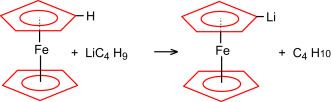 H
Fe + LiC4 H9
Li
Fe + C4 H10